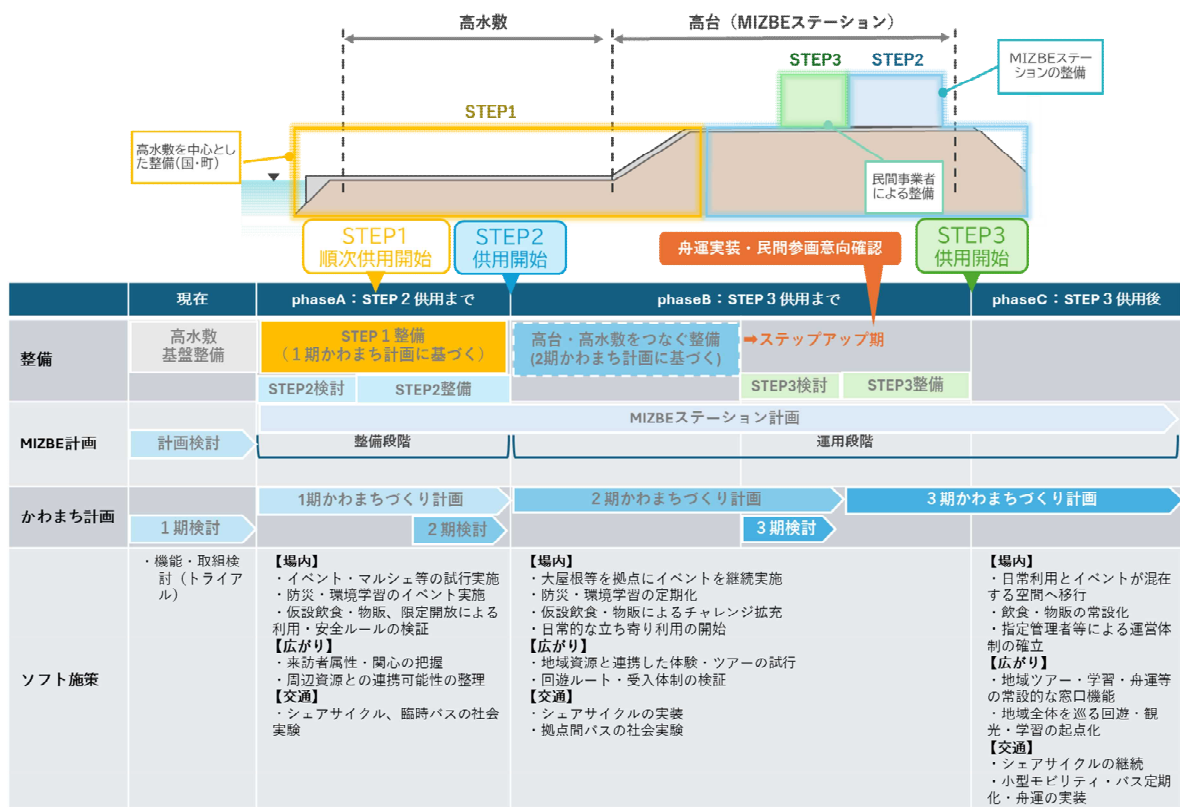 高水敷
高台（MIZBEステーション）
STEP3
STEP2
MIZBEステー
ションの整備
STEP1
高水敷を中心とし
た整備(国・町)
民間事業者
による整備
STEP1
順次供用開始
STEP2
供用開始
舟運実装・民間参画意向確認
STEP3
供用開始
現在
phaseA：STEP２供用まで
phaseB：STEP３供用まで
phaseC：STEP３供用後
整備
高水敷
基盤整備
STEP１整備
（１期かわまち計画に基づく）
高台・高水敷をつなぐ整備
(2期かわまち計画に基づく)
➡ステップアップ期
STEP2検討
STEP2整備
STEP3検討
STEP3整備
MIZBE計画
MIZBEステーション計画
計画検討
整備段階
運用段階
かわまち計画
1期かわまちづくり計画
２期かわまちづくり計画
３期かわまちづくり計画
１期検討
２期検討
３期検討
ソフト施策
・機能・取組検
討（トライア
ル）
【場内】
・イベント・マルシェ等の試行実施
・防災・環境学習のイベント実施
・仮設飲食・物販、限定開放による
利用・安全ルールの検証
【広がり】
・来訪者属性・関心の把握
・周辺資源との連携可能性の整理
【交通】
・シェアサイクル、臨時バスの社会
実験
【場内】
・大屋根等を拠点にイベントを継続実施
・防災・環境学習の定期化
・仮設飲食・物販によるチャレンジ拡充
・日常的な立ち寄り利用の開始
【広がり】
・地域資源と連携した体験・ツアーの試行
・回遊ルート・受入体制の検証
【交通】
・シェアサイクルの実装
・拠点間バスの社会実験
【場内】
・日常利用とイベントが混在
する空間へ移行
・飲食・物販の常設化
・指定管理者等による運営体
制の確立
【広がり】
・地域ツアー・学習・舟運等
の常設的な窓口機能
・地域全体を巡る回遊・観
光・学習の起点化
【交通】
・シェアサイクルの継続
・小型モビリティ・バス定期
化・舟運の実装